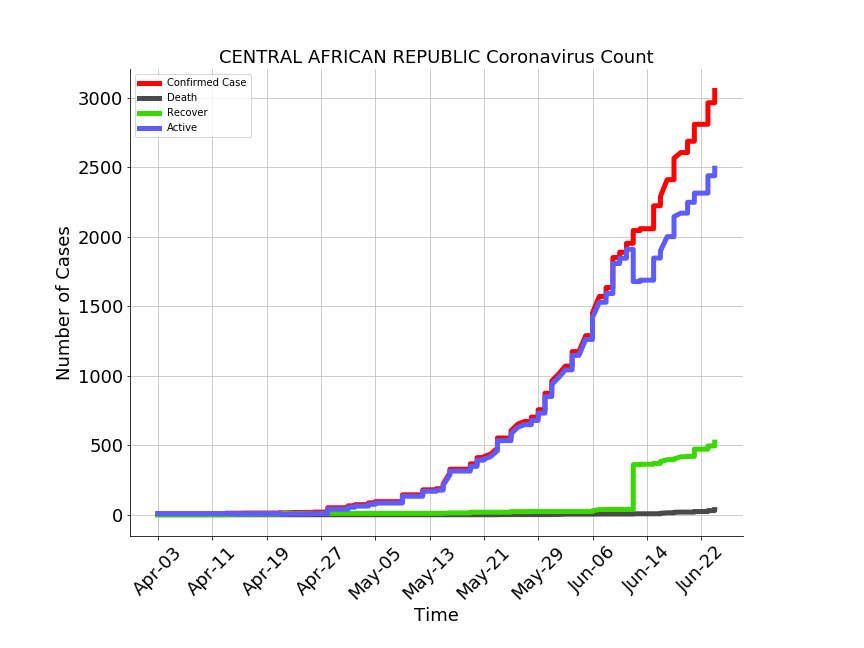 CENTRAL AFRICAN REPUBLIC Coronavirus Count
Confirmed Case
Death
Recover
Active
Number of Cases
3000
2500
2000
1500
1000
500
0
Apr-03
Apr-11
Apr-19
Apr-27
May-05
May-13
May-21
May-29
Jun-06
Jun-14
Jun-22
Time